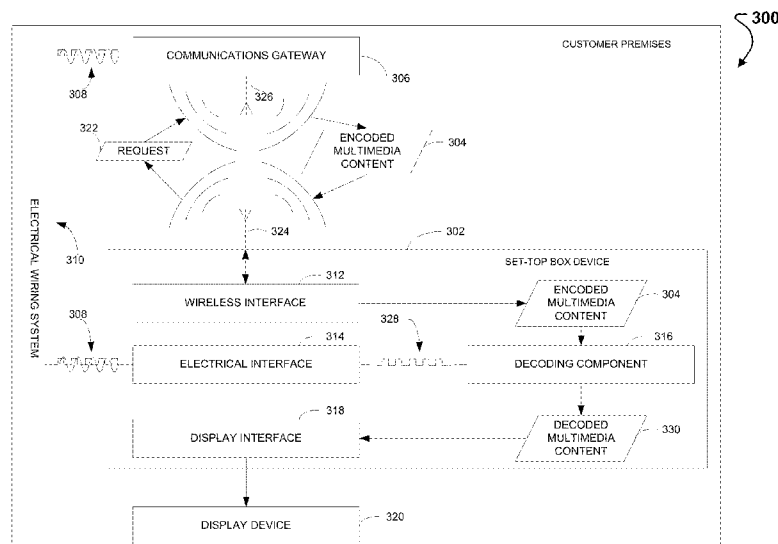 300
CUSTOMER PREMISES
COMMUNICATIONS GATEWAY
306
308
326
322
REQUEST
ENCODED
MULTIMEDIA
CONTENT
304
324
302
310
ELECTRICAL WIRING SYSTEM
SET-TOP BOX DEVICE
312
WIRELESS INTERFACE
ENCODED
MULTIMEDIA
CONTENT
304
308
314
328
316
ELECTRICAL INTERFACE
DECODING COMPONENT
318
DISPLAY INTERFACE
DECODED
MULTIMEDIA
CONTENT
330
DISPLAY DEVICE
320